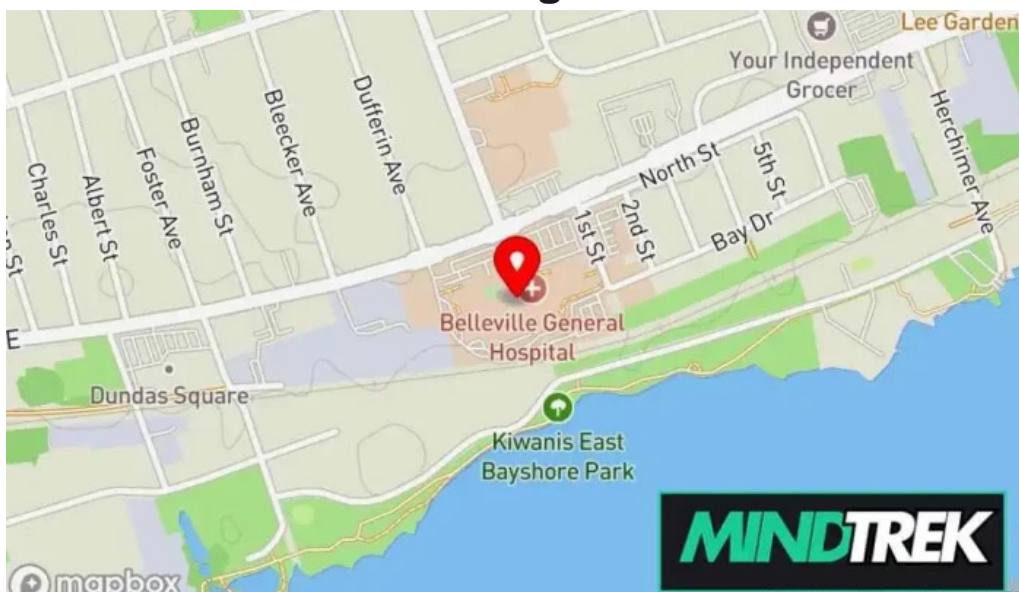 Lee Garden
Your Independent
Grocer
Herchimer Ave
Dufferin Ave
Bleecker Ave
Burnham St
Foster Ave
Albert St
Charles St
St
North St
5th St
2nd St
1st St
Bay Dr
Belleville General
Hospital
E
Dundas Square
Kiwanis East
Bayshore Park
MINDTREK
mapbox